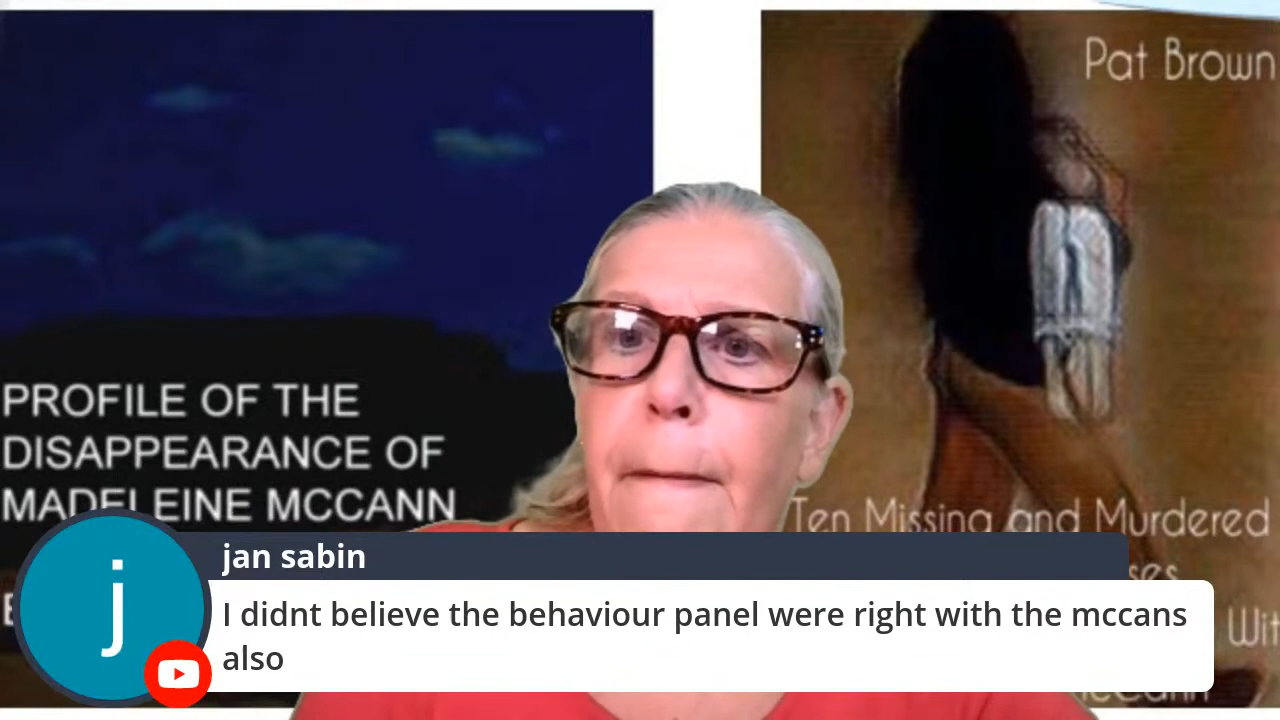 Pat Brown
PROFILE OF THE
DISAPPEARANCE OF
MADELEINE MCCANN
Ten Missing and Murdered
jan sabin
I didnt believe the behaviour panel were right with the mccans
also
j